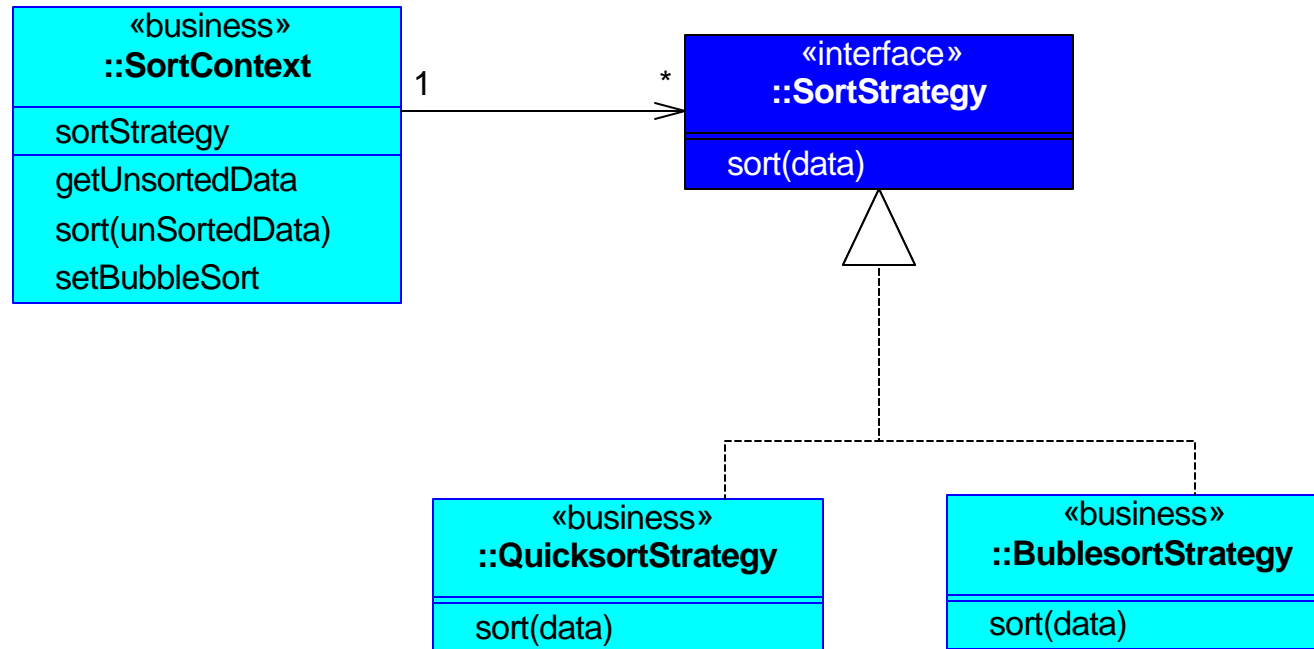 «business»
::SortContext
sortStrategy
getUnsortedData
sort(unSortedData)
setBubbleSort
1
*
«interface»
::SortStrategy
sort(data)
«business»
::QuicksortStrategy
sort(data)
«business»
::BublesortStrategy
sort(data)